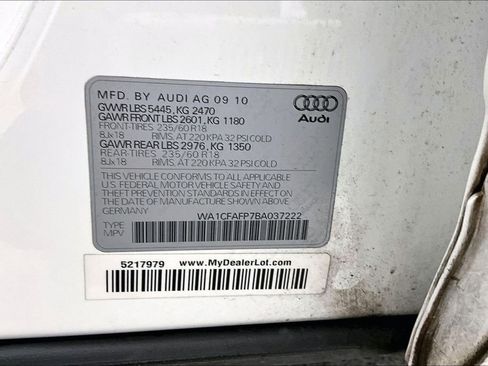 MFD. BY AUDI AG 09 10
GVWR LBS 5445, KG 2470
GAWR FRONT LBS 2601, KG 1180
FRONT-TIRES 235/60 R18
8Jx18 RIMS, AT 220 KPA 32 PSI COLD
GAWR REAR LBS 2976, KG 1350
REAR-TIRES 235/60 R18
8Jx18 RIMS, AT 220 KPA 32 PSI COLD
Audi
THIS VEHICLE CONFORMS TO ALL APPLICABLE
U.S. FEDERAL MOTOR VEHICLE SAFETY AND
THEFT PREVENTION STANDARDS IN EFFECT ON
THE DATE OF MANUFACTURE SHOWN ABOVE
GERMANY
WA1CFAFP7BA037222
TYPE
MPV
5217979 www.MyDealerLot.com